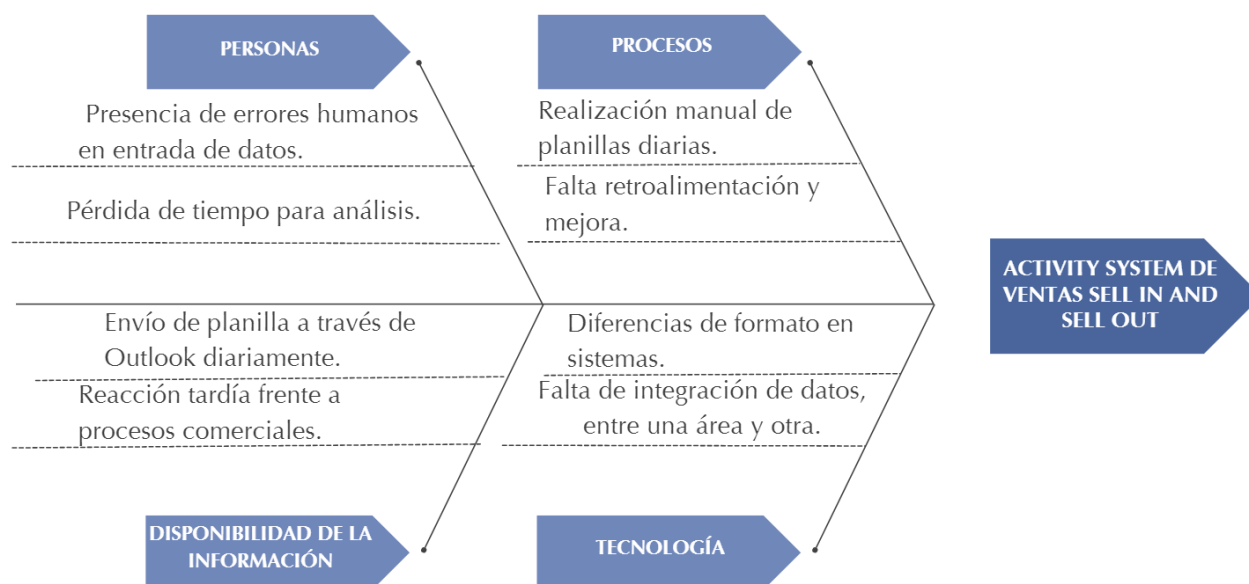 PERSONAS
PROCESOS
Presencia de errores humanos
en entrada de datos.
Pérdida de tiempo para análisis.
Realización manual de
planillas diarias.
Falta retroalimentación y
mejora.
ACTIVITY SYSTEM DE
VENTAS SELL IN AND
SELL OUT
Envío de planilla a través de
Outlook diariamente.
Reacción tardía frente a
procesos comerciales.
Diferencias de formato en
sistemas.
Falta de integración de datos,
entre una área y otra.
DISPONIBILIDAD DE LA
INFORMACIÓN
TECNOLOGÍA